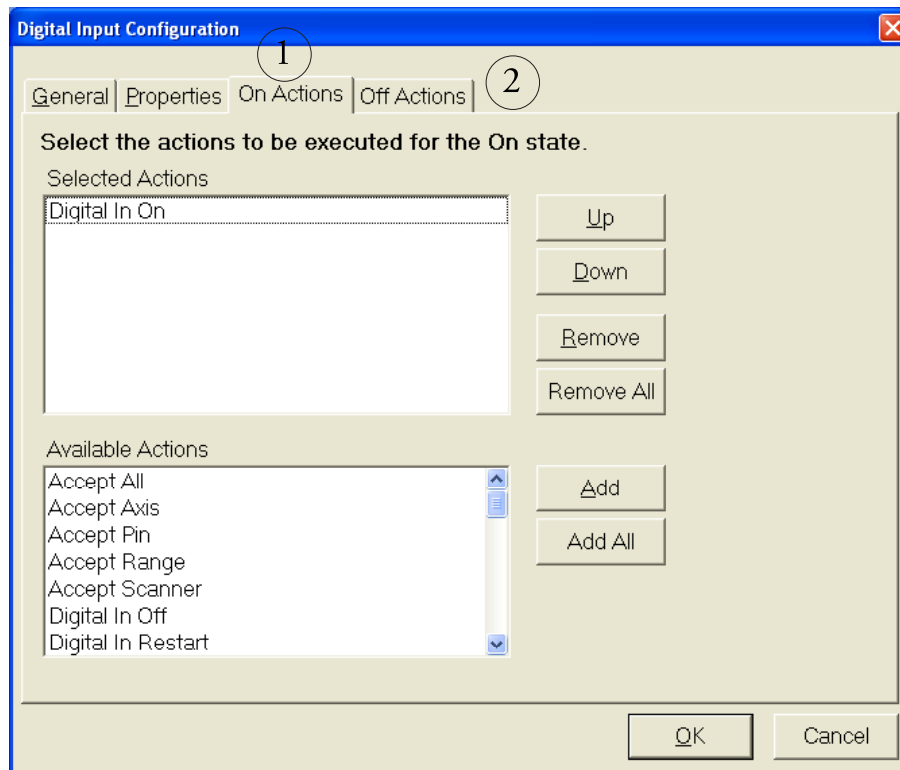 Digital Input Configuration
1
General Properties On Actions Off Actions 2
Select the actions to be executed for the On state.
Selected Actions
Digital In On
Up
Down
Remove
Remove All
Available Actions
Accept All
Accept Axis
Accept Pin
Accept Range
Accept Scanner
Digital In Off
Digital In Restart
Add
Add All
OK Cancel